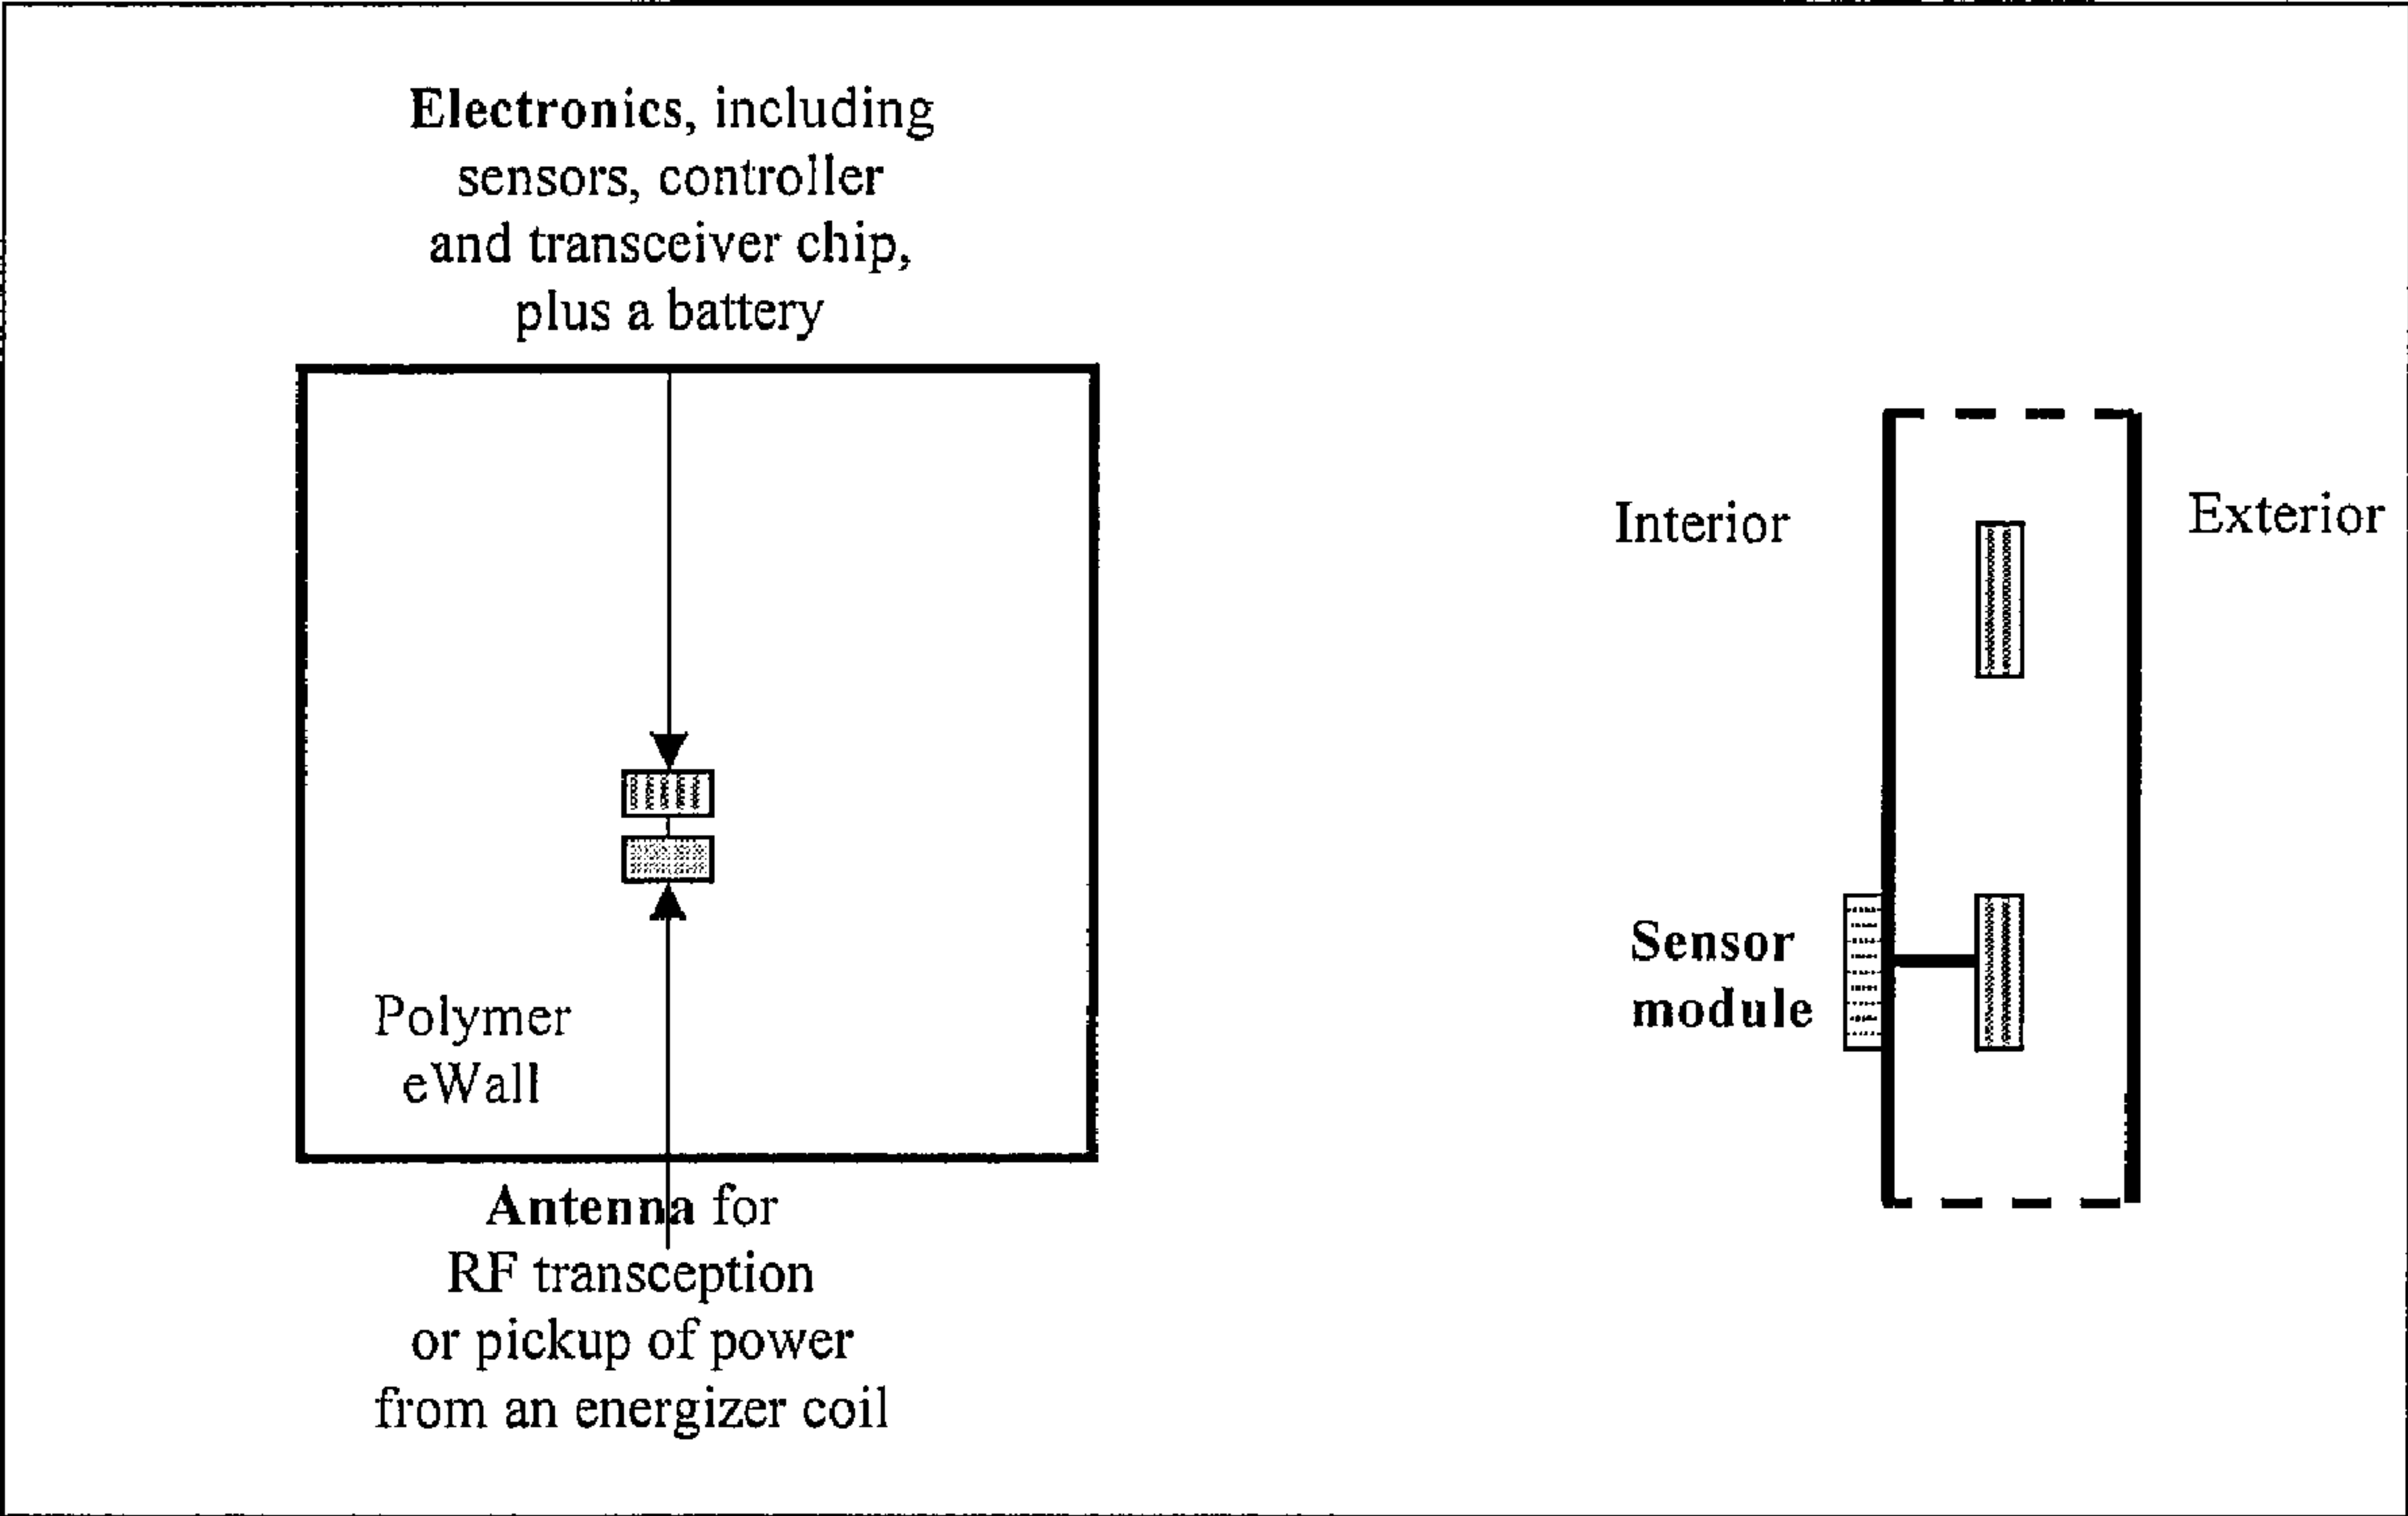 Electronics, including
sensors, controller
and transceiver chip,
plus a battery
Polymer
eWall
Antenna for
RF transception
or pickup of power
from an energizer coil
Interior
Exterior
Sensor
module